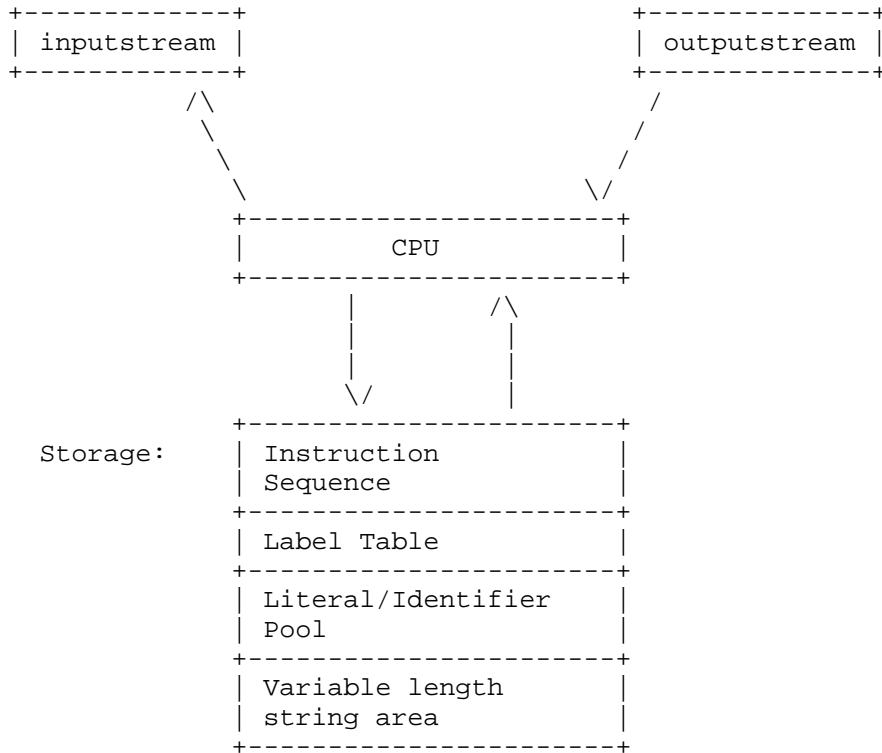 inputstream
outputstream
CPU
Storage:
Instruction
Sequence
Label Table
Literal/Identifier
Pool
Variable length
string area